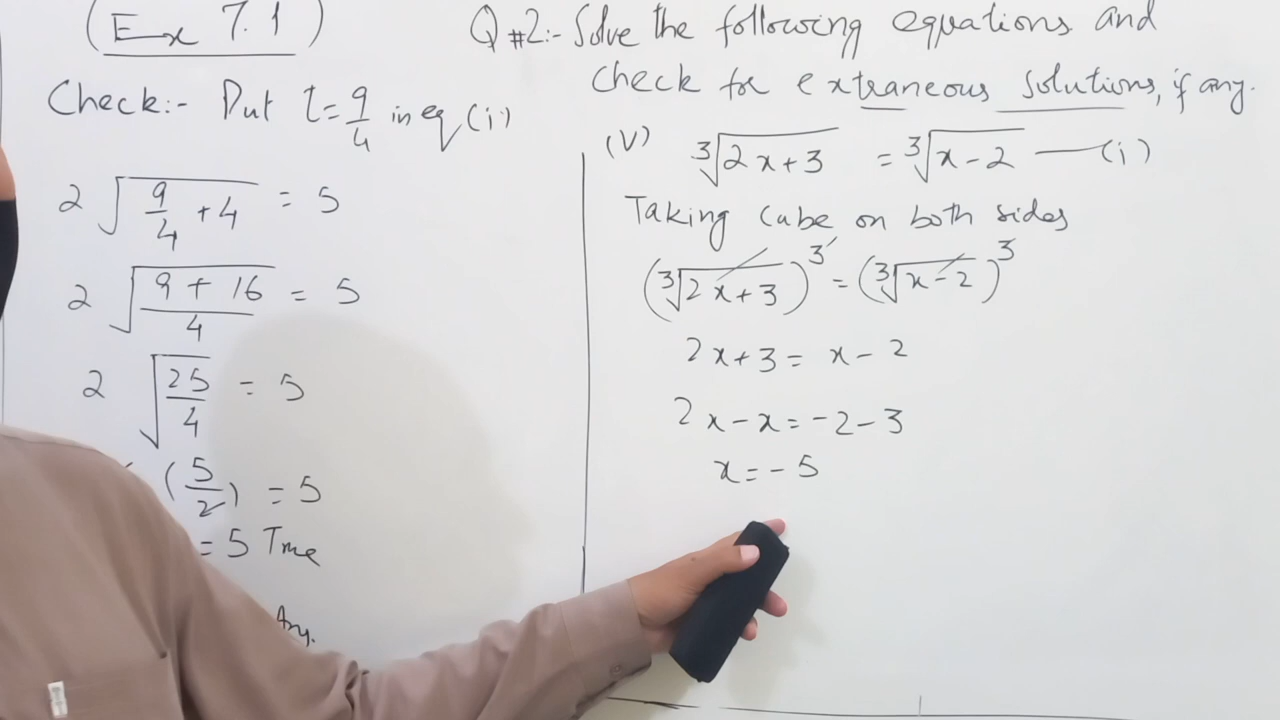 (Ex 7.1)
Check:- Put t=9/4 in eq (i)
2√(9/4 + 4) = 5
2√((9+16)/4) = 5
2√(25/4) = 5
(5/2) = 5
= 5 True
Ans.
Q#2:- Solve the following equations and
check for extraneous solutions, if any.
(V) ∛(2x+3) = ∛(x-2) — (i)
Taking Cube on both sides
(∛(2x+3))³ = (∛(x-2))³
2x+3 = x-2
2x-x = -2-3
x = -5